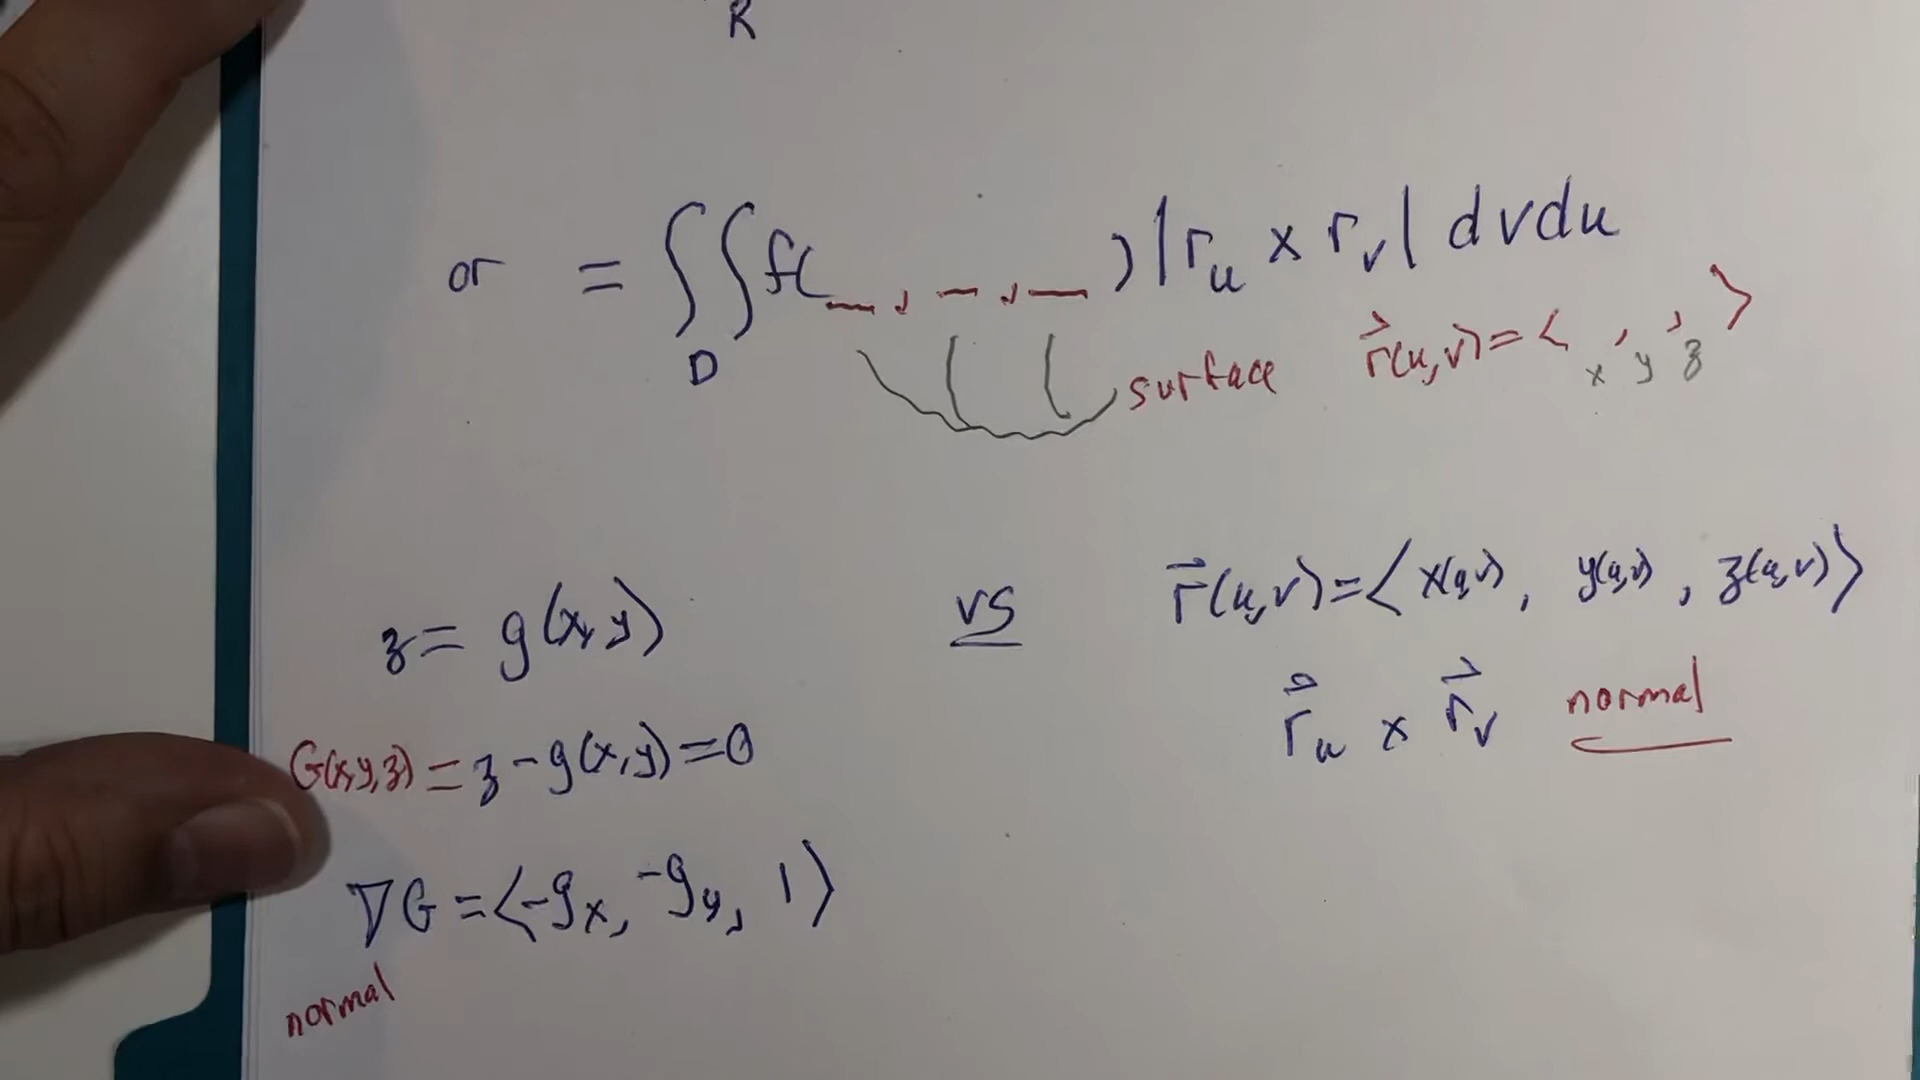 R
or = ∬ f(_, _, _) |r_u × r_v| dvdu
D
surface r⃗(u,v) = < , , >
x y z
z = g(x,y) vs r⃗(u,v) = <x(u,v), y(u,v), z(u,v)>
r⃗_u × r⃗_v normal
G(x,y,z) = z - g(x,y) = 0
∇G = <-g_x, -g_y, 1>
normal